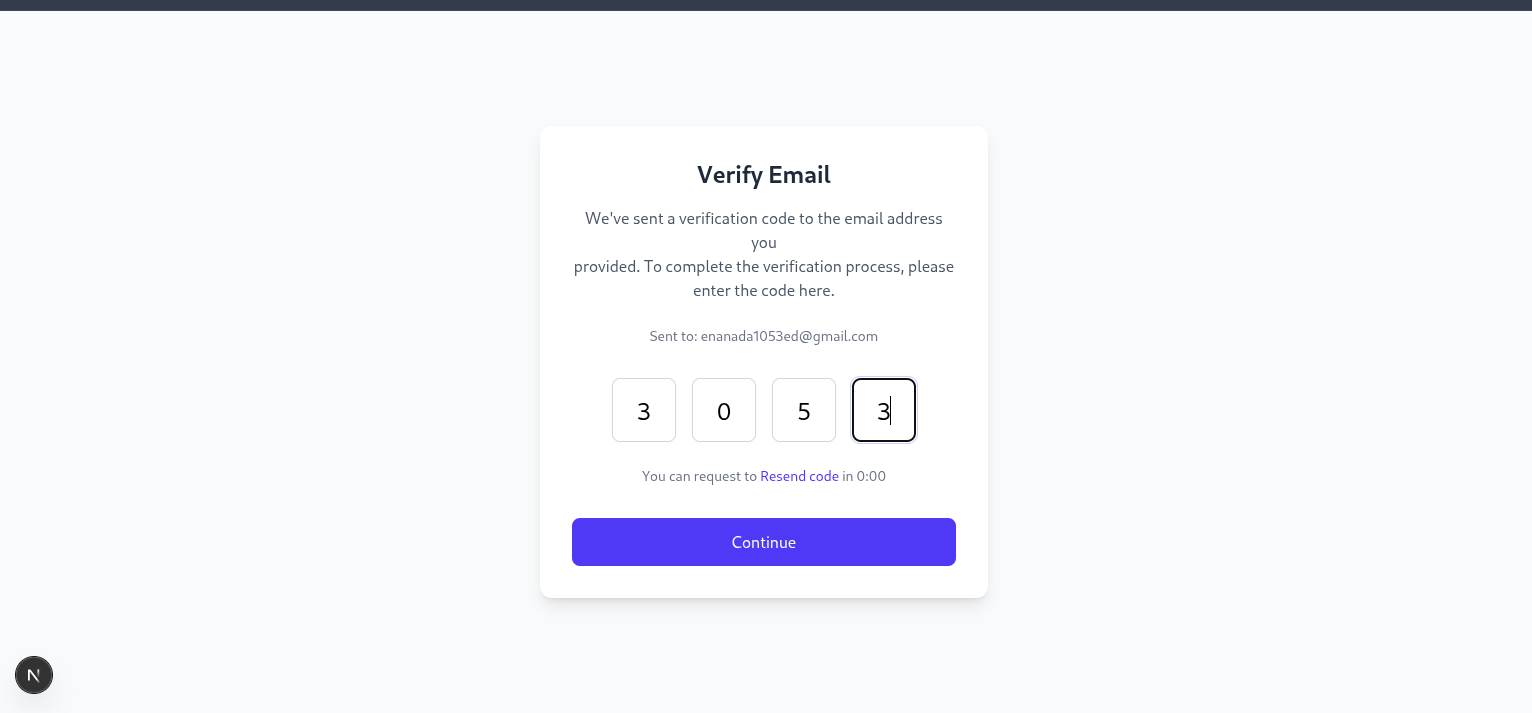 Verify Email
We've sent a verification code to the email address
you
provided. To complete the verification process, please
enter the code here.
Sent to: enanada1053ed@gmail.com
3 0 5 3
You can request to Resend code in 0:00
Continue
N